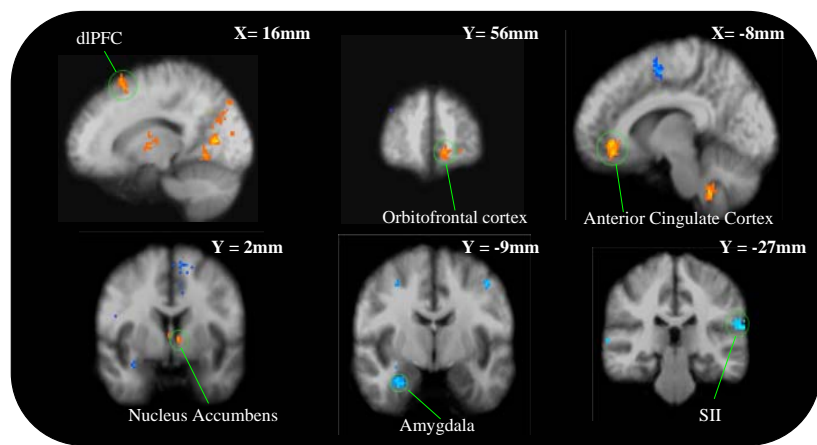 dlPFC
X= 16mm
Y= 56mm
X= -8mm
Orbitofrontal cortex
Anterior Cingulate Cortex
Y = 2mm
Y = -9mm
Y = -27mm
Nucleus Accumbens
Amygdala
SII